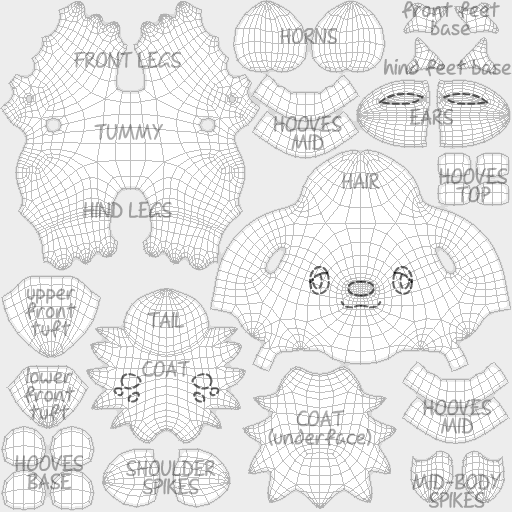 front feet
base
HORNS
FRONT LEGS
hind feet base
EARS
HOOVES
MID
TUMMY
HOOVES
TOP
HAIR
HIND LEGS
upper
front
tuft
TAIL
COAT
lower
front
tuft
HOOVES
MID
COAT
(underface)
HOOVES
BASE
SHOULDER
SPIKES
MID-BODY
SPIKES